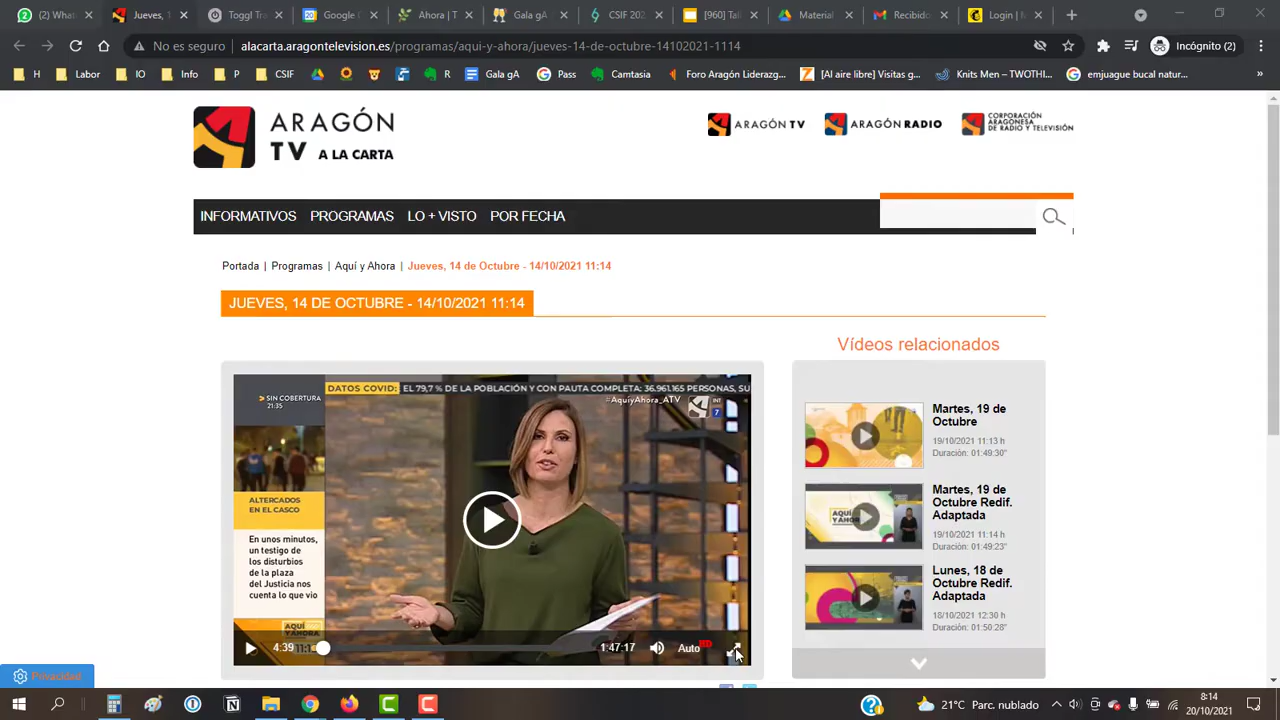 WhatsApp
Jueves, 1
Toggl Tre
Google C
Ahora | T
Gala gA
CSIF 202
[960] Tal
Material
Recibido
Login | M
No es seguro
alacarta.aragontelevision.es/programas/aqui-y-ahora/jueves-14-de-octubre-14102021-1114
Incógnito (2)
H
Labor
IO
Info
P
CSIF
R
Gala gA
Pass
Camtasia
Foro Aragón Liderazg...
[Al aire libre] Visitas g...
Knits Men – TWOTHI...
emjuague bucal natur...
»
ARAGÓN
TV A LA CARTA
ARAGÓN TV
ARAGÓN RADIO
CORPORACIÓN
ARAGONESA
DE RADIO Y TELEVISIÓN
INFORMATIVOS PROGRAMAS LO + VISTO POR FECHA
Portada | Programas | Aquí y Ahora | Jueves, 14 de Octubre - 14/10/2021 11:14
JUEVES, 14 DE OCTUBRE - 14/10/2021 11:14
Vídeos relacionados
SIN COBERTURA
21:35
DATOS COVID: EL 79,7 % DE LA POBLACIÓN Y CON PAUTA COMPLETA: 36.961.165 PERSONAS, SU
#AquiyAhora_ATV
INT
7
ALTERCADOS
EN EL CASCO
En unos minutos,
un testigo de
los disturbios
de la plaza
del Justicia nos
cuenta lo que vio
AQUÍ
Y AHORA
4:39
1:47:17
Auto HD
Martes, 19 de
Octubre
19/10/2021 11:13 h
Duración: 01:49:30"
Martes, 19 de
Octubre Redif.
Adaptada
19/10/2021 11:14 h
Duración: 01:49:23"
Lunes, 18 de
Octubre Redif.
Adaptada
18/10/2021 12:30 h
Duración: 01:50:28"
Privacidad
21°C Parc. nublado
8:14
20/10/2021